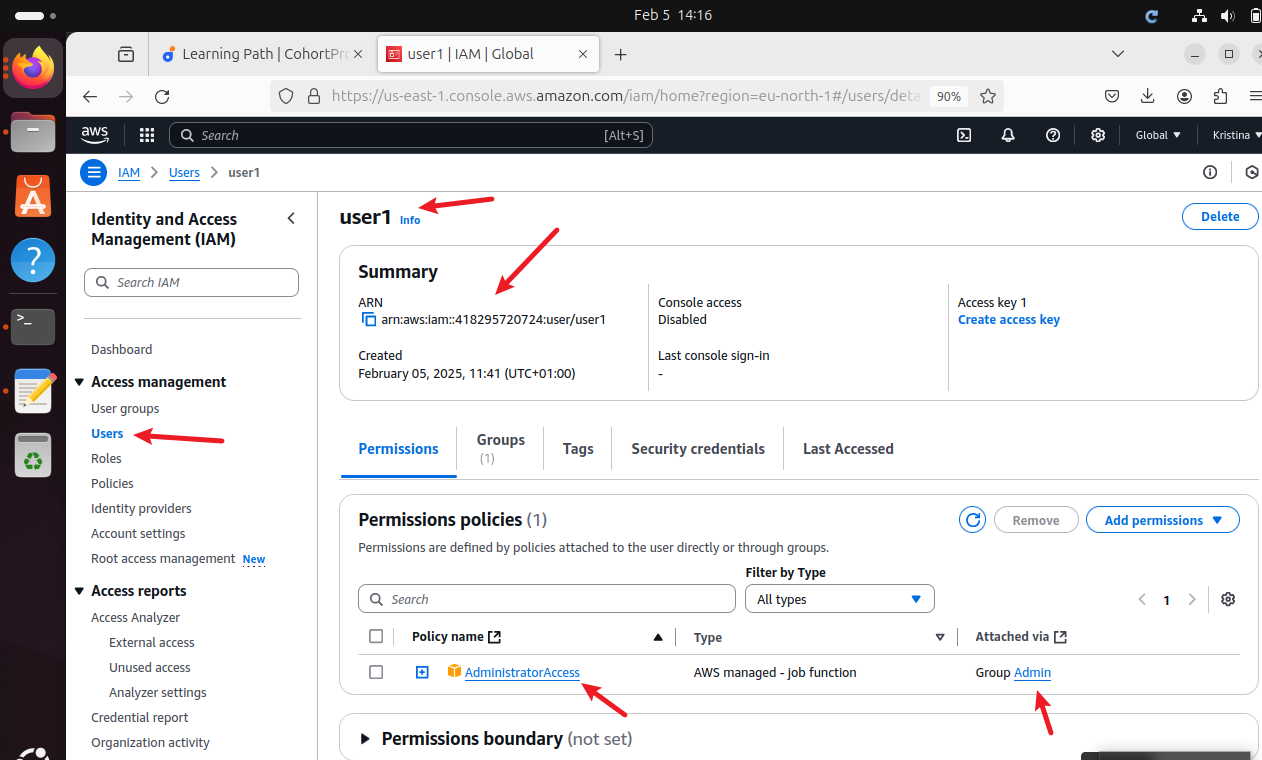 Feb 5 14:16
Learning Path | CohortPro
user1 | IAM | Global
https://us-east-1.console.aws.amazon.com/iam/home?region=eu-north-1#/users/deta
90%
aws
Search
[Alt+S]
Global
Kristina
IAM > Users > user1
Identity and Access
Management (IAM)
Search IAM
Dashboard
Access management
User groups
Users
Roles
Policies
Identity providers
Account settings
Root access management New
Access reports
Access Analyzer
External access
Unused access
Analyzer settings
Credential report
Organization activity
user1 Info
Delete
Summary
ARN
arn:aws:iam::418295720724:user/user1
Created
February 05, 2025, 11:41 (UTC+01:00)
Console access
Disabled
Last console sign-in
-
Access key 1
Create access key
Permissions
Groups
(1)
Tags
Security credentials
Last Accessed
Permissions policies (1)
Remove
Add permissions
Permissions are defined by policies attached to the user directly or through groups.
Filter by Type
Search
All types
1
Policy name
Type
Attached via
AdministratorAccess
AWS managed - job function
Group Admin
Permissions boundary (not set)